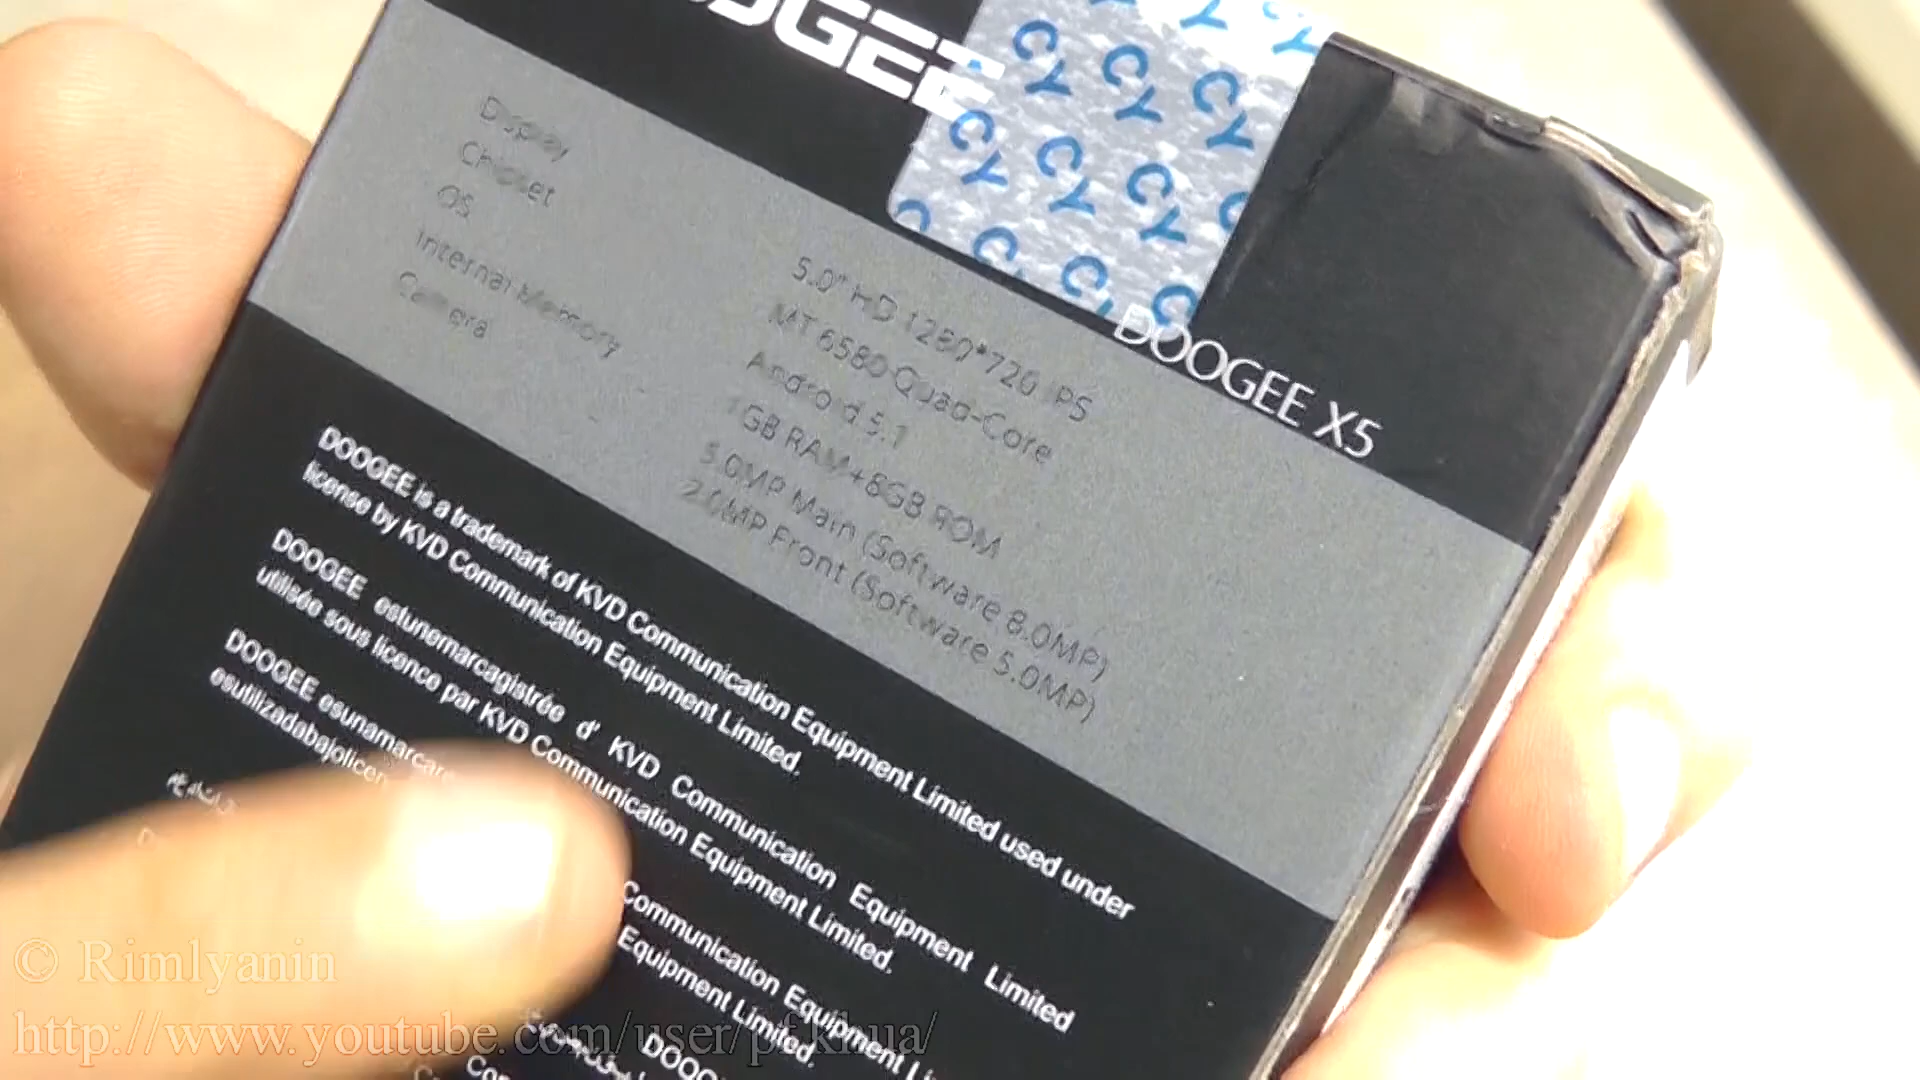 DOOGEE
DOOGEE X5
Display
5.0" HD 1280*720 IPS
Chipset
MT 6580 Quad-Core
OS
Android 5.1
Internal Memory
1GB RAM+8GB ROM
Camera
5.0MP Main (Software 8.0MP)
2.0MP Front (Software 5.0MP)
DOOGEE is a trademark of KVD Communication Equipment Limited used under
license by KVD Communication Equipment Limited.
DOOGEE estunemarcagistrée d' KVD Communication Equipment Limited
utilisée sous licence par KVD Communication Equipment Limited.
DOOGEE esunamarcare Communication Equipment
esutilizadabajolicen Equipment Limited.
© Rimlyanin
http://www.youtube.com/user/pfkhua/